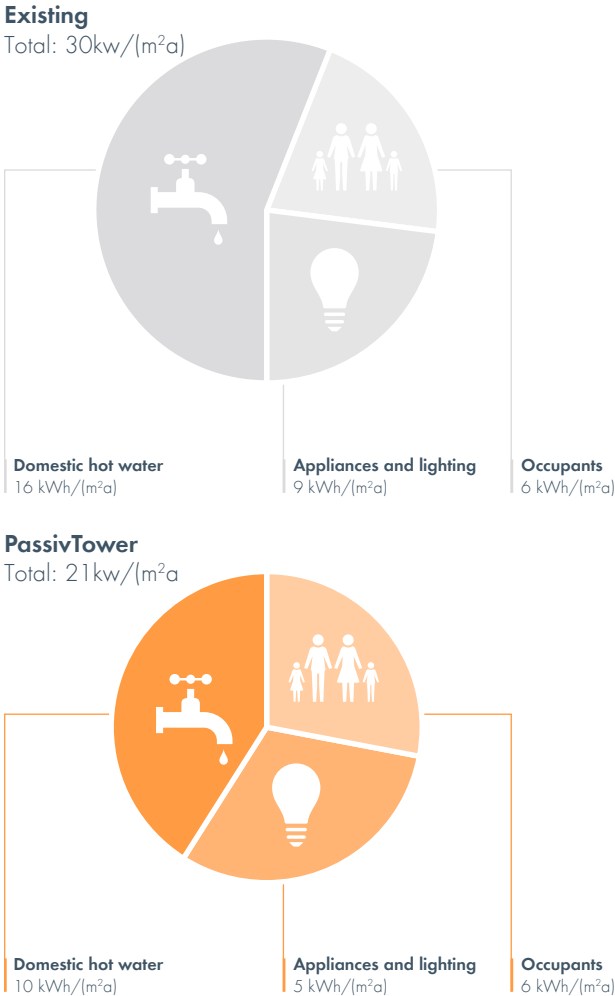 Existing
Total: 30kw/(m²a)
Domestic hot water
16 kWh/(m²a)
Appliances and lighting
9 kWh/(m²a)
Occupants
6 kWh/(m²a)
PassivTower
Total: 21kw/(m²a
Domestic hot water
10 kWh/(m²a)
Appliances and lighting
5 kWh/(m²a)
Occupants
6 kWh/(m²a)